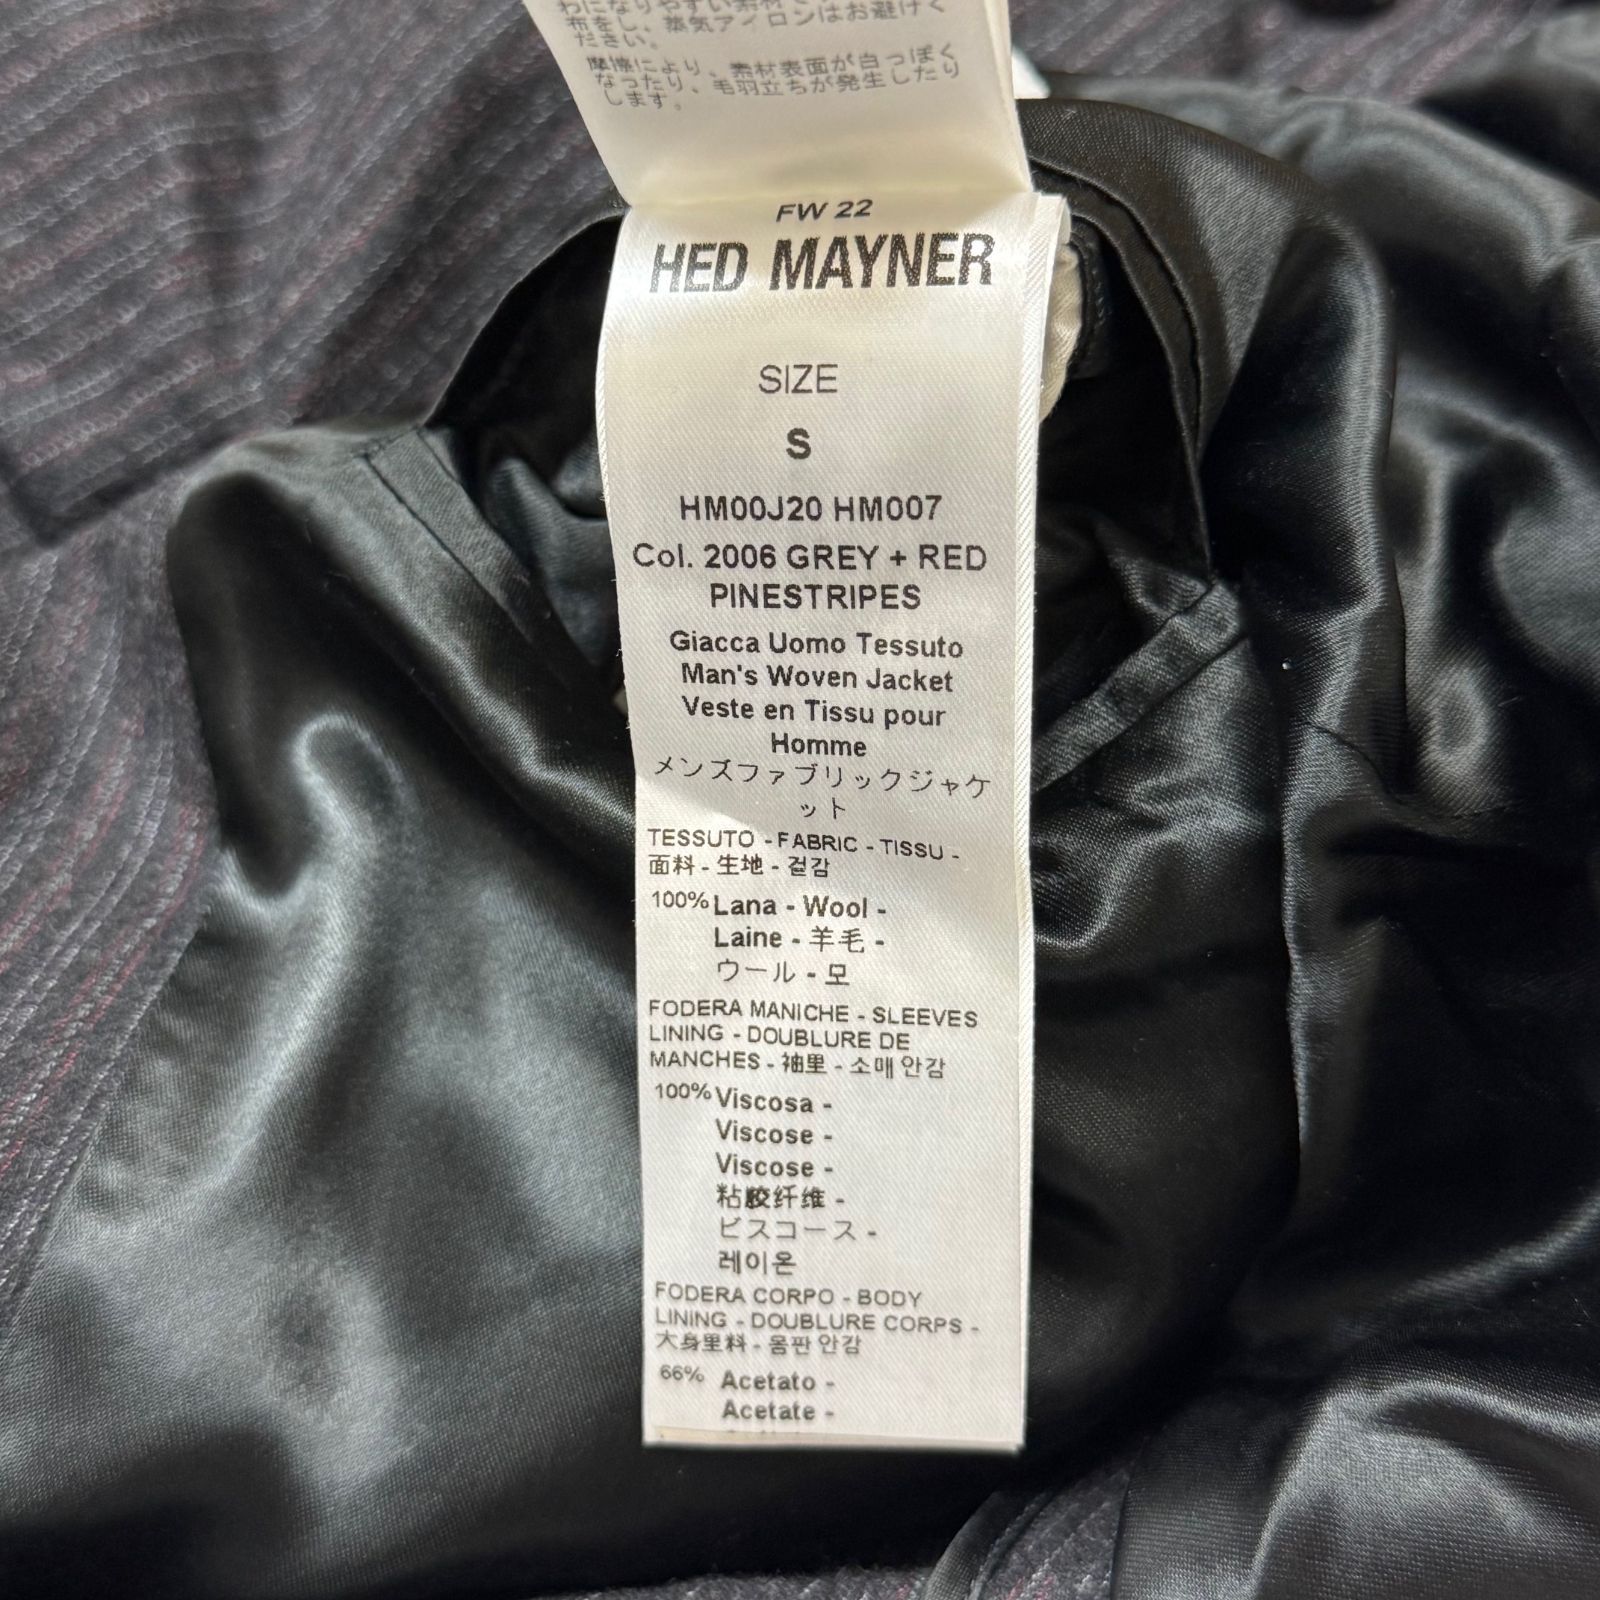 わになりやすい素材
布をし、蒸気アイロンはお避けく
ださい。
摩擦により、素材表面が白っぽく
なったり、毛羽立ちが発生したり
します。
FW 22
HED MAYNER
SIZE
S
HM00J20 HM007
Col. 2006 GREY + RED
PINESTRIPES
Giacca Uomo Tessuto
Man's Woven Jacket
Veste en Tissu pour
Homme
メンズファブリックジャケ
ット
TESSUTO - FABRIC - TISSU -
面料 - 生地 - 겉감
100% Lana - Wool -
Laine - 羊毛 -
ウール - 모
FODERA MANICHE - SLEEVES
LINING - DOUBLURE DE
MANCHES - 袖里 - 소매 안감
100% Viscosa -
Viscose -
Viscose -
粘胶纤维 -
ビスコース -
레이온
FODERA CORPO - BODY
LINING - DOUBLURE CORPS -
大身里料 - 몸판 안감
66% Acetato -
Acetate -